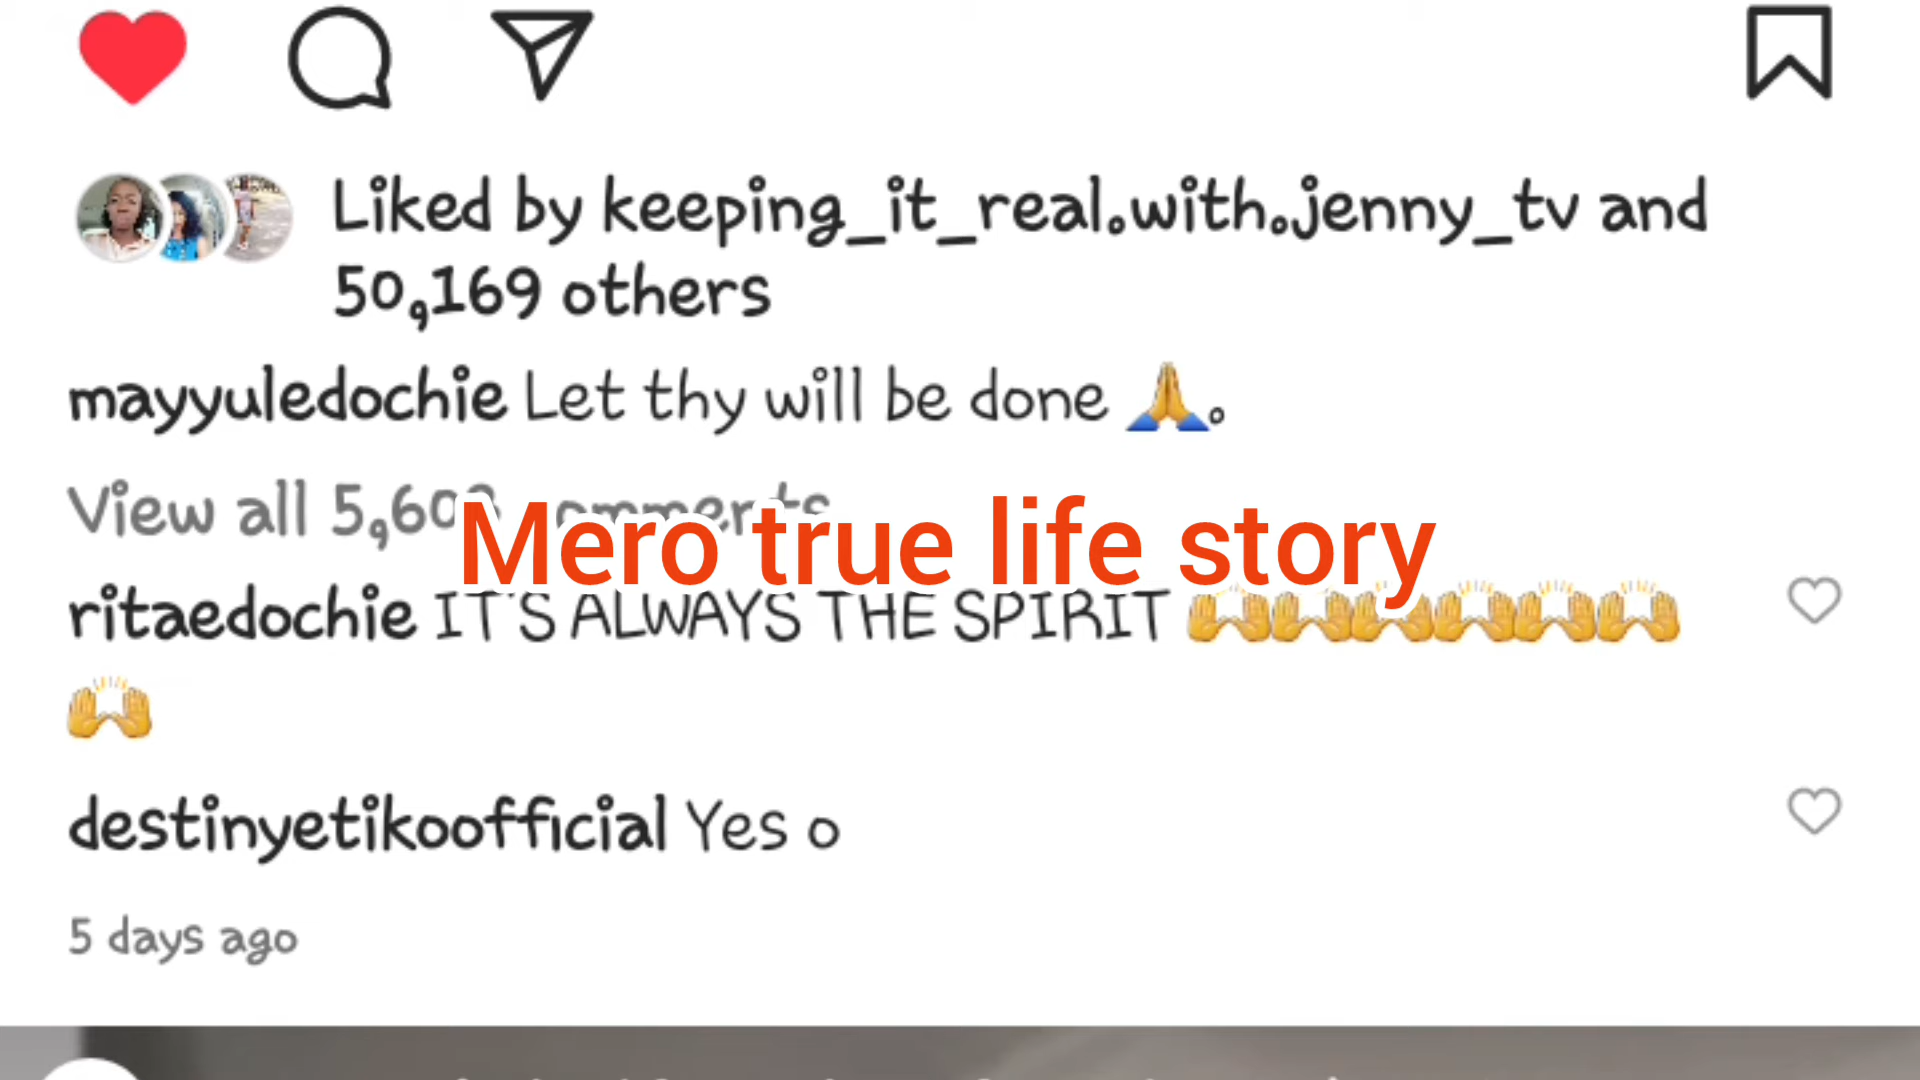 Liked by keeping_it_real.with.jenny_tv and
50,169 others
mayyuledochie Let thy will be done 🙏.
View all comments
Mero true life story
ritaedochie IT'S ALWAYS THE SPIRIT 🙌🙌🙌🙌🙌🙌
🙌
destinyetikoofficial Yes o
5 days ago